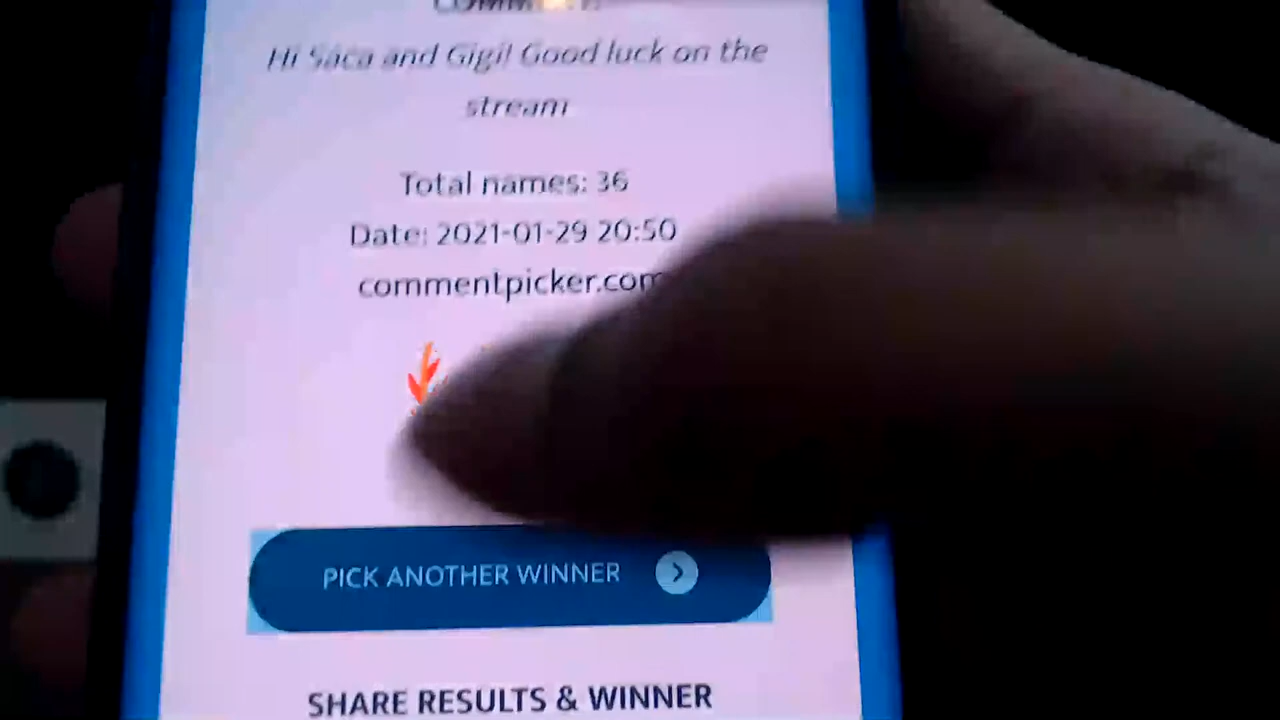 COMMENT:
Hi Saca and Gigi! Good luck on the
stream
Total names: 36
Date: 2021-01-29 20:50
commentpicker.com
PICK ANOTHER WINNER
SHARE RESULTS & WINNER